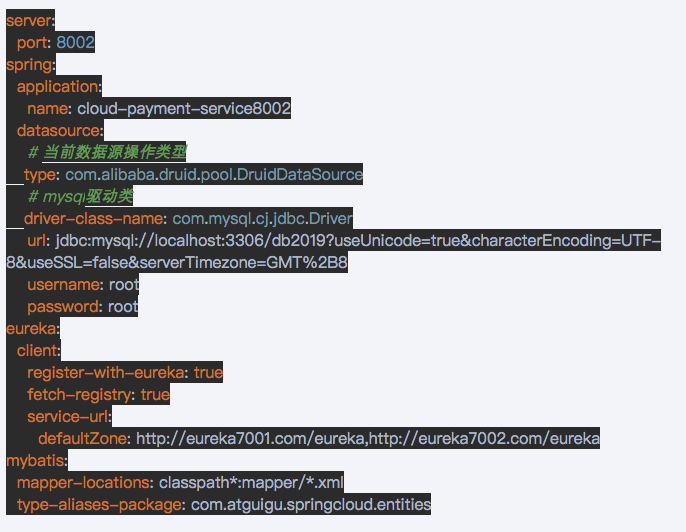 server:
port: 8002
spring:
application:
name: cloud-payment-service8002
datasource:
# 当前数据源操作类型
type: com.alibaba.druid.pool.DruidDataSource
# mysql驱动类
driver-class-name: com.mysql.cj.jdbc.Driver
url: jdbc:mysql://localhost:3306/db2019?useUnicode=true&characterEncoding=UTF-
8&useSSL=false&serverTimezone=GMT%2B8
username: root
password: root
eureka:
client:
register-with-eureka: true
fetch-registry: true
service-url:
defaultZone: http://eureka7001.com/eureka,http://eureka7002.com/eureka
mybatis:
mapper-locations: classpath*:mapper/*.xml
type-aliases-package: com.atguigu.springcloud.entities